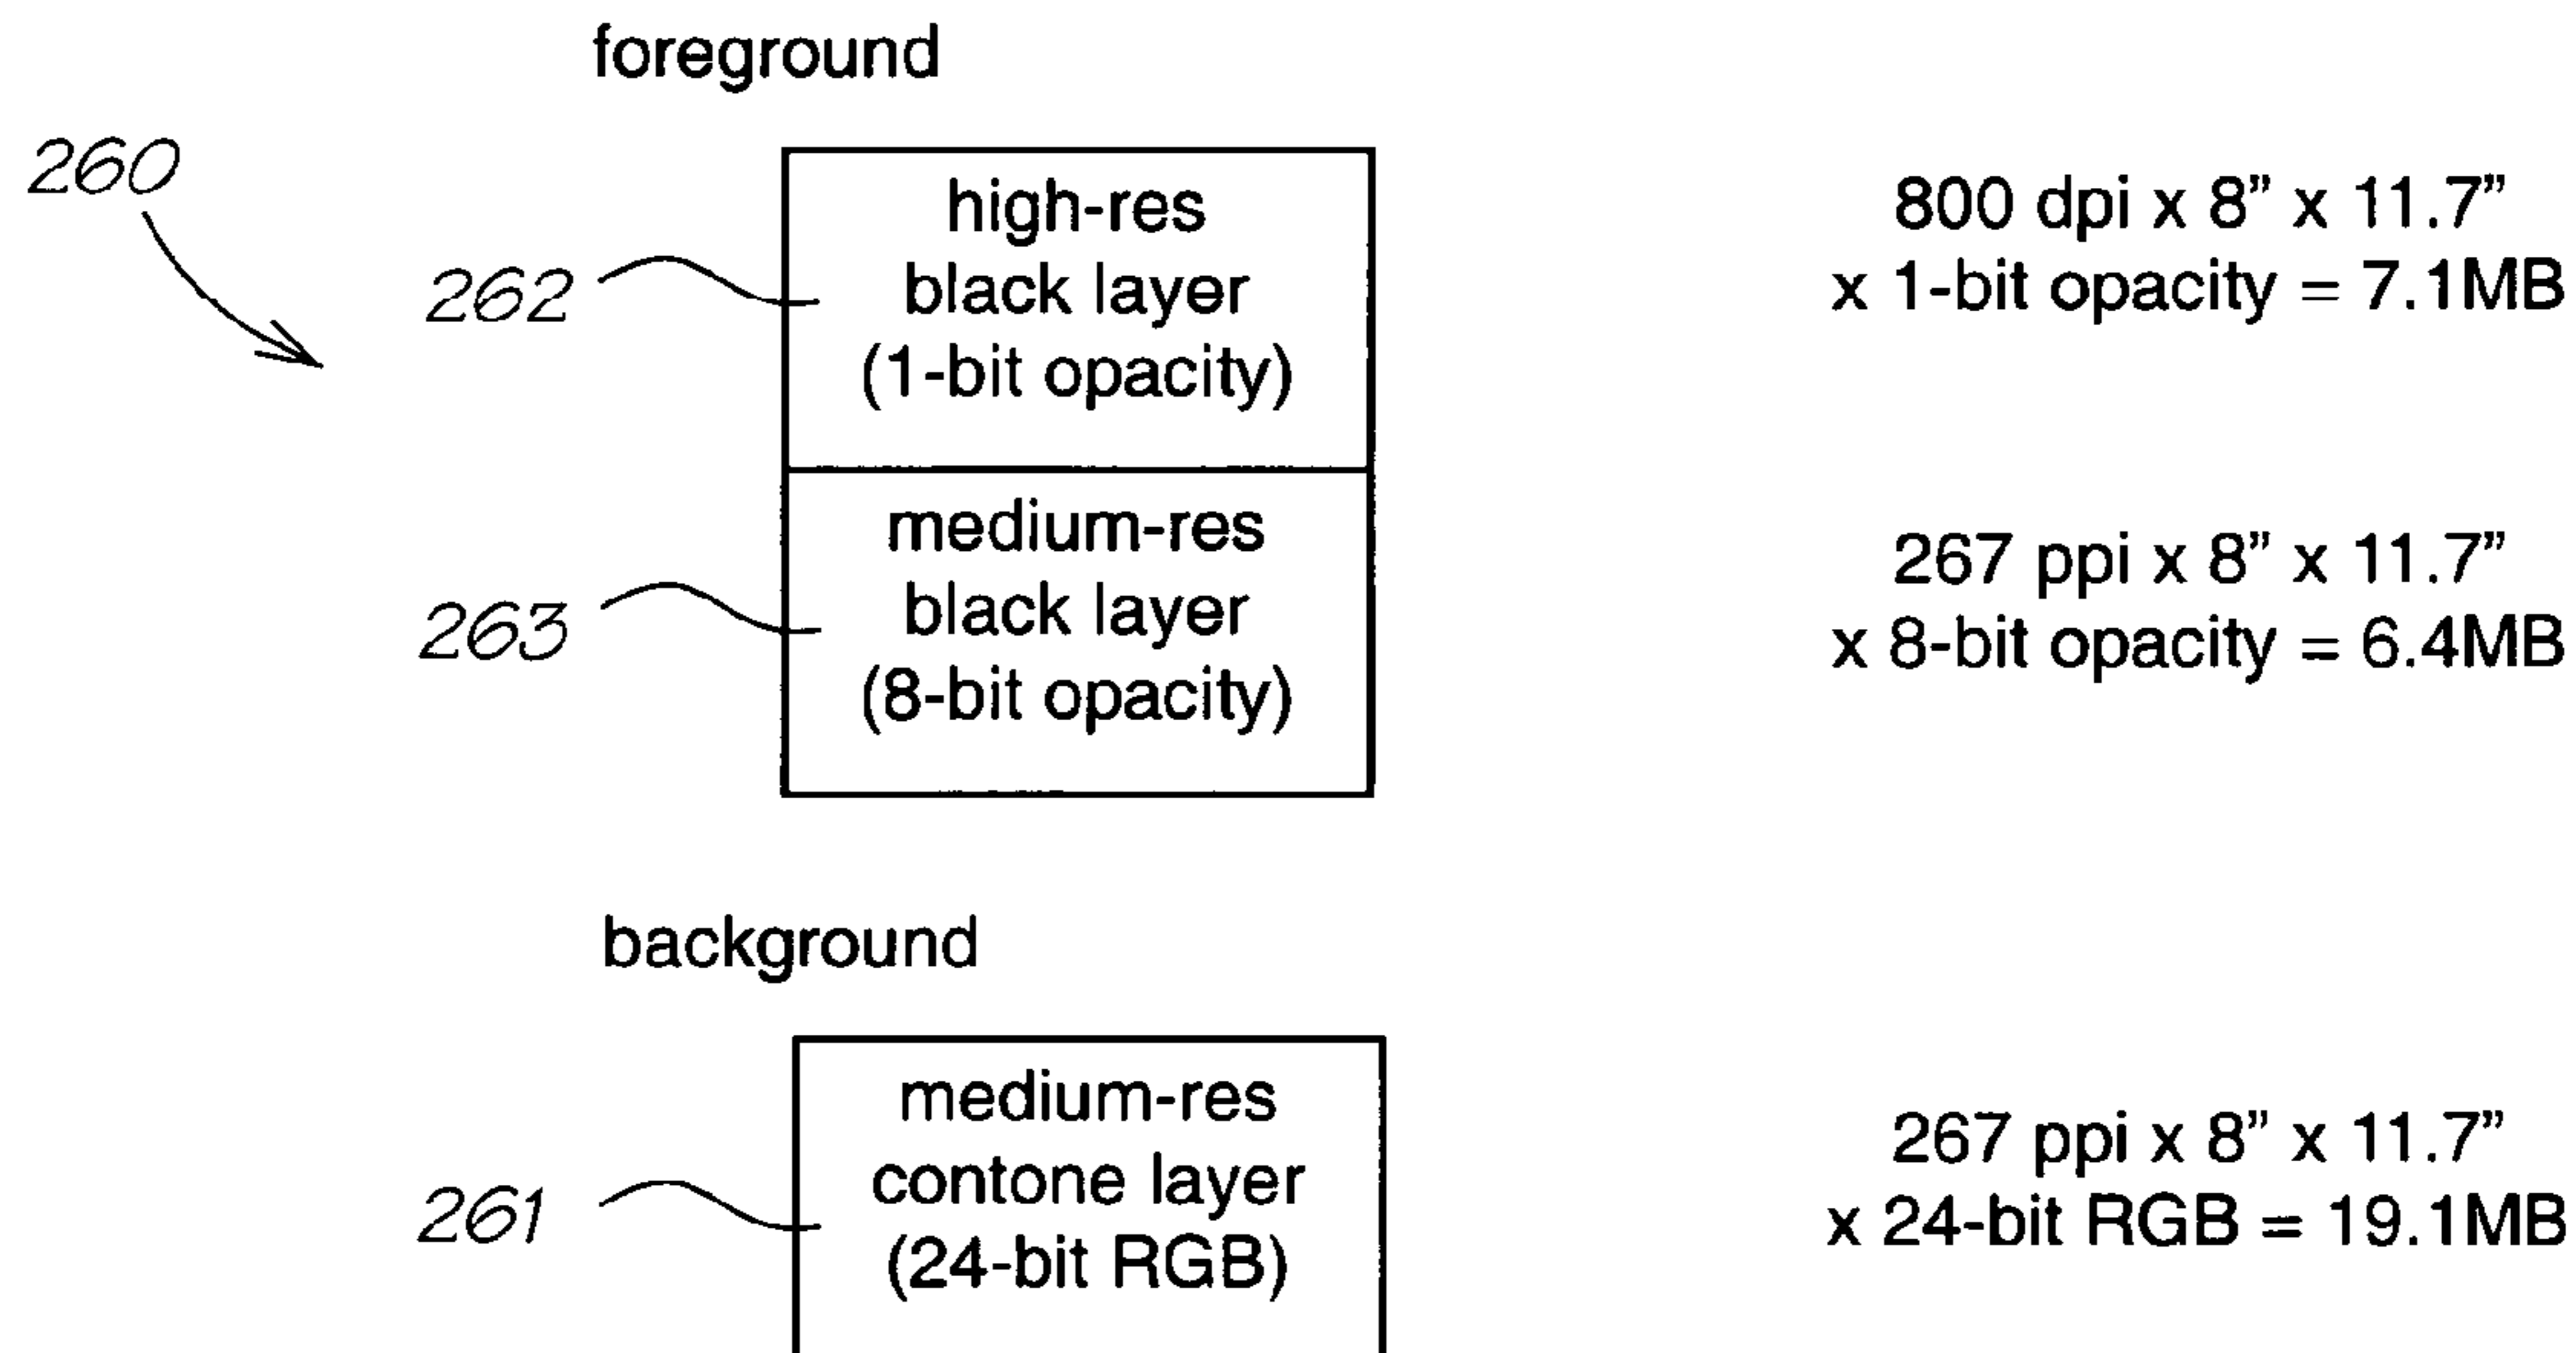 foreground
260
262
high-res
black layer
(1-bit opacity)
800 dpi x 8” x 11.7”
x 1-bit opacity = 7.1MB
263
medium-res
black layer
(8-bit opacity)
267 ppi x 8” x 11.7”
x 8-bit opacity = 6.4MB
background
261
medium-res
contone layer
(24-bit RGB)
267 ppi x 8” x 11.7”
x 24-bit RGB = 19.1MB